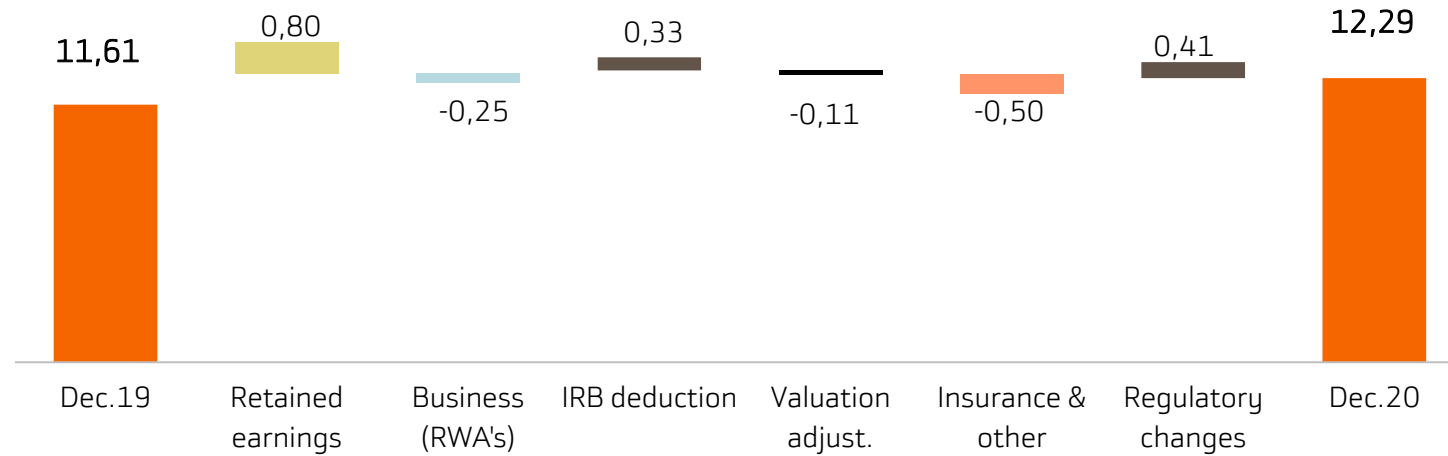 11,61
0,80
-0,25
0,33
-0,11
-0,50
0,41
12,29
Dec.19
Retained
earnings
Business
(RWA's)
IRB deduction
Valuation
adjust.
Insurance &
other
Regulatory
changes
Dec.20